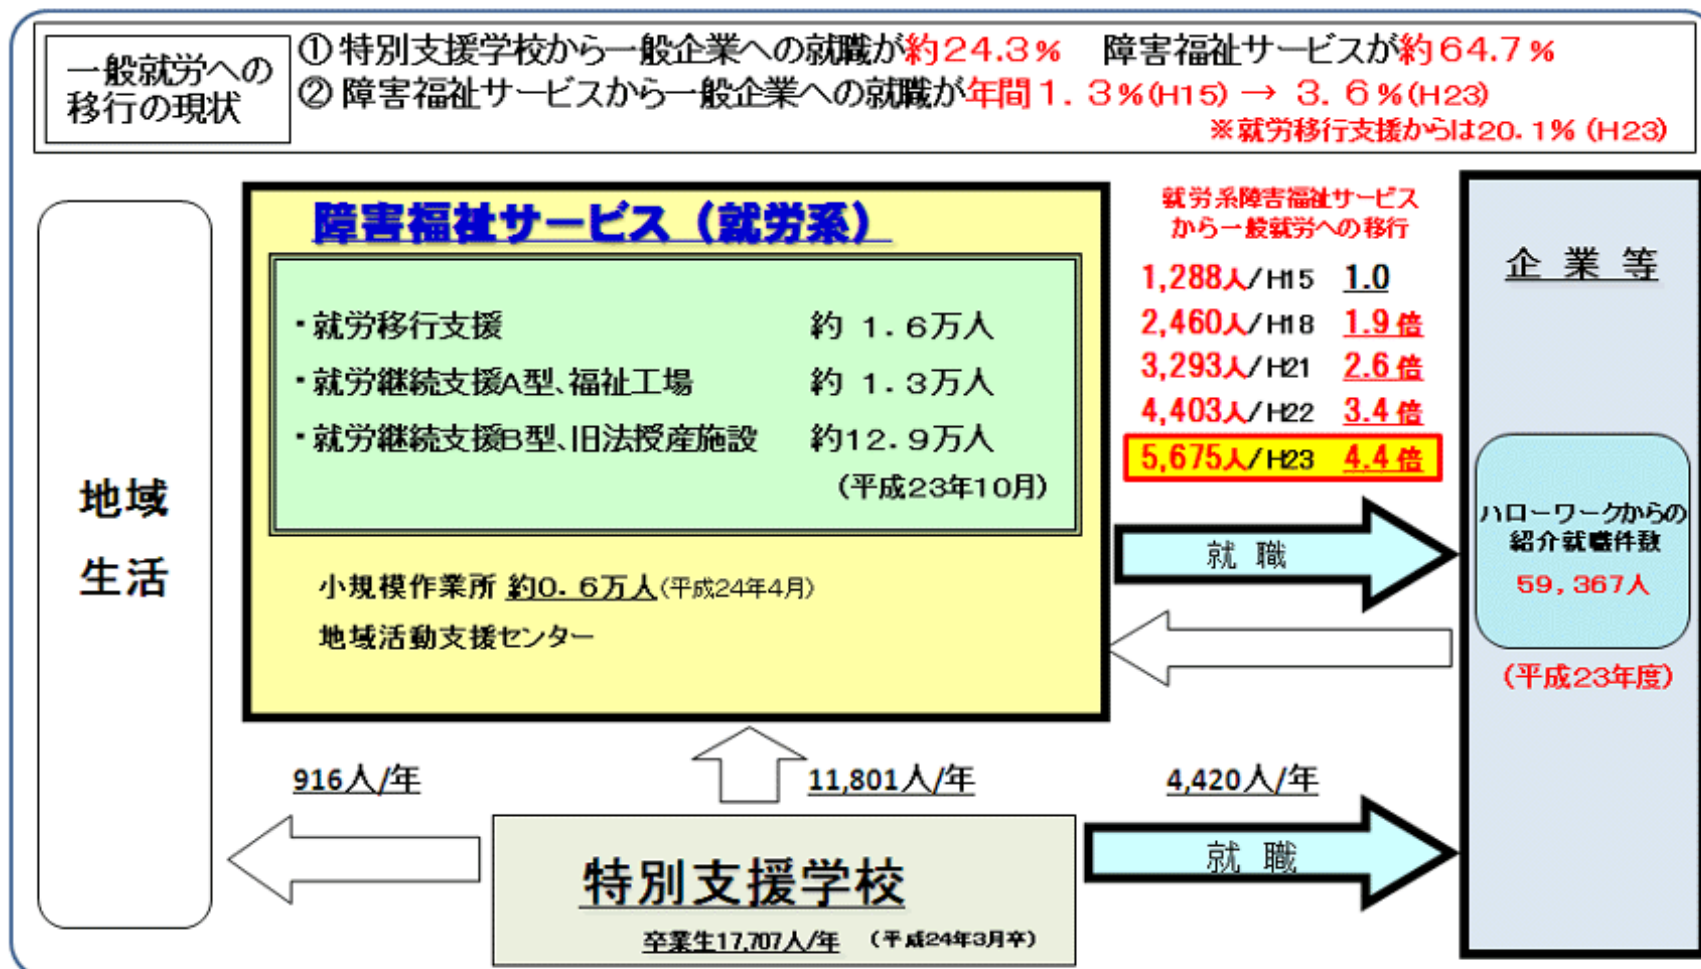 一般就労への
移行の現状
① 特別支援学校から一般企業への就職が約24.3% 障害福祉サービスが約64.7%
② 障害福祉サービスから一般企業への就職が年間1.3%(H15) → 3.6%(H23)
※就労移行支援からは20.1% (H23)
地域
生活
障害福祉サービス(就労系)
・就労移行支援 約 1.6万人
・就労継続支援A型、福祉工場 約 1.3万人
・就労継続支援B型、旧法授産施設 約12.9万人
(平成23年10月)
小規模作業所 約0.6万人(平成24年4月)
地域活動支援センター
就労系障害福祉サービス
から一般就労への移行
1,288人/H15 1.0
2,460人/H18 1.9倍
3,293人/H21 2.6倍
4,403人/H22 3.4倍
5,675人/H23 4.4倍
就 職
企 業 等
ハローワークからの
紹介就職件数
59,367人
(平成23年度)
916人/年
11,801人/年
4,420人/年
特別支援学校
卒業生17,707人/年 (平成24年3月卒)
就 職